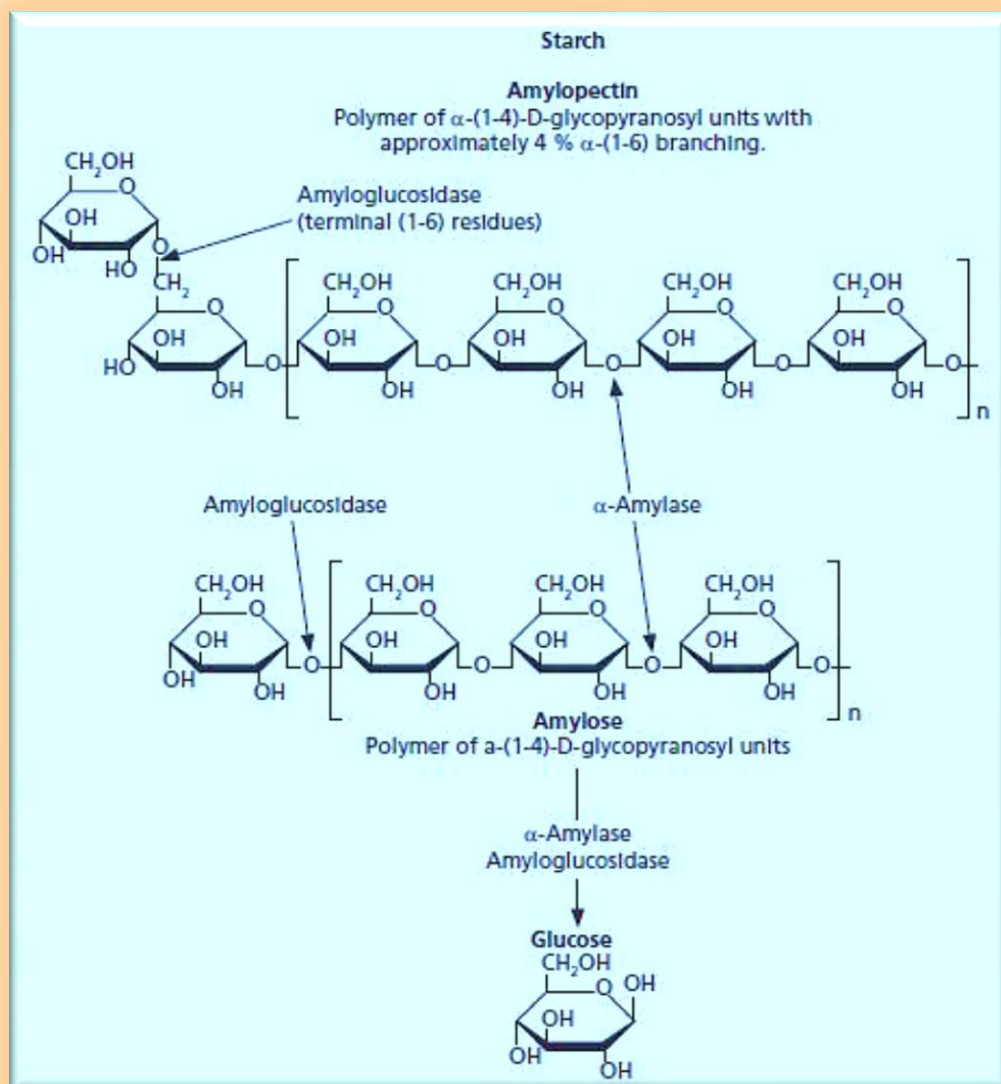 Starch
Amylopectin
Polymer of α-(1-4)-D-glycopyranosyl units with
approximately 4 % α-(1-6) branching.
CH₂OH
O
OH
OH
HO
O
Amyloglucosidase
(terminal (1-6) residues)
CH₂
O
OH
HO
OH
O
CH₂OH
O
OH
OH
O
CH₂OH
O
OH
OH
O
CH₂OH
O
OH
OH
O
CH₂OH
O
OH
OH
O
n
Amyloglucosidase
α-Amylase
CH₂OH
O
OH
OH
OH
O
CH₂OH
O
OH
OH
O
CH₂OH
O
OH
OH
O
CH₂OH
O
OH
OH
O
n
Amylose
Polymer of a-(1-4)-D-glycopyranosyl units
α-Amylase
Amyloglucosidase
Glucose
CH₂OH
O OH
OH
OH
OH